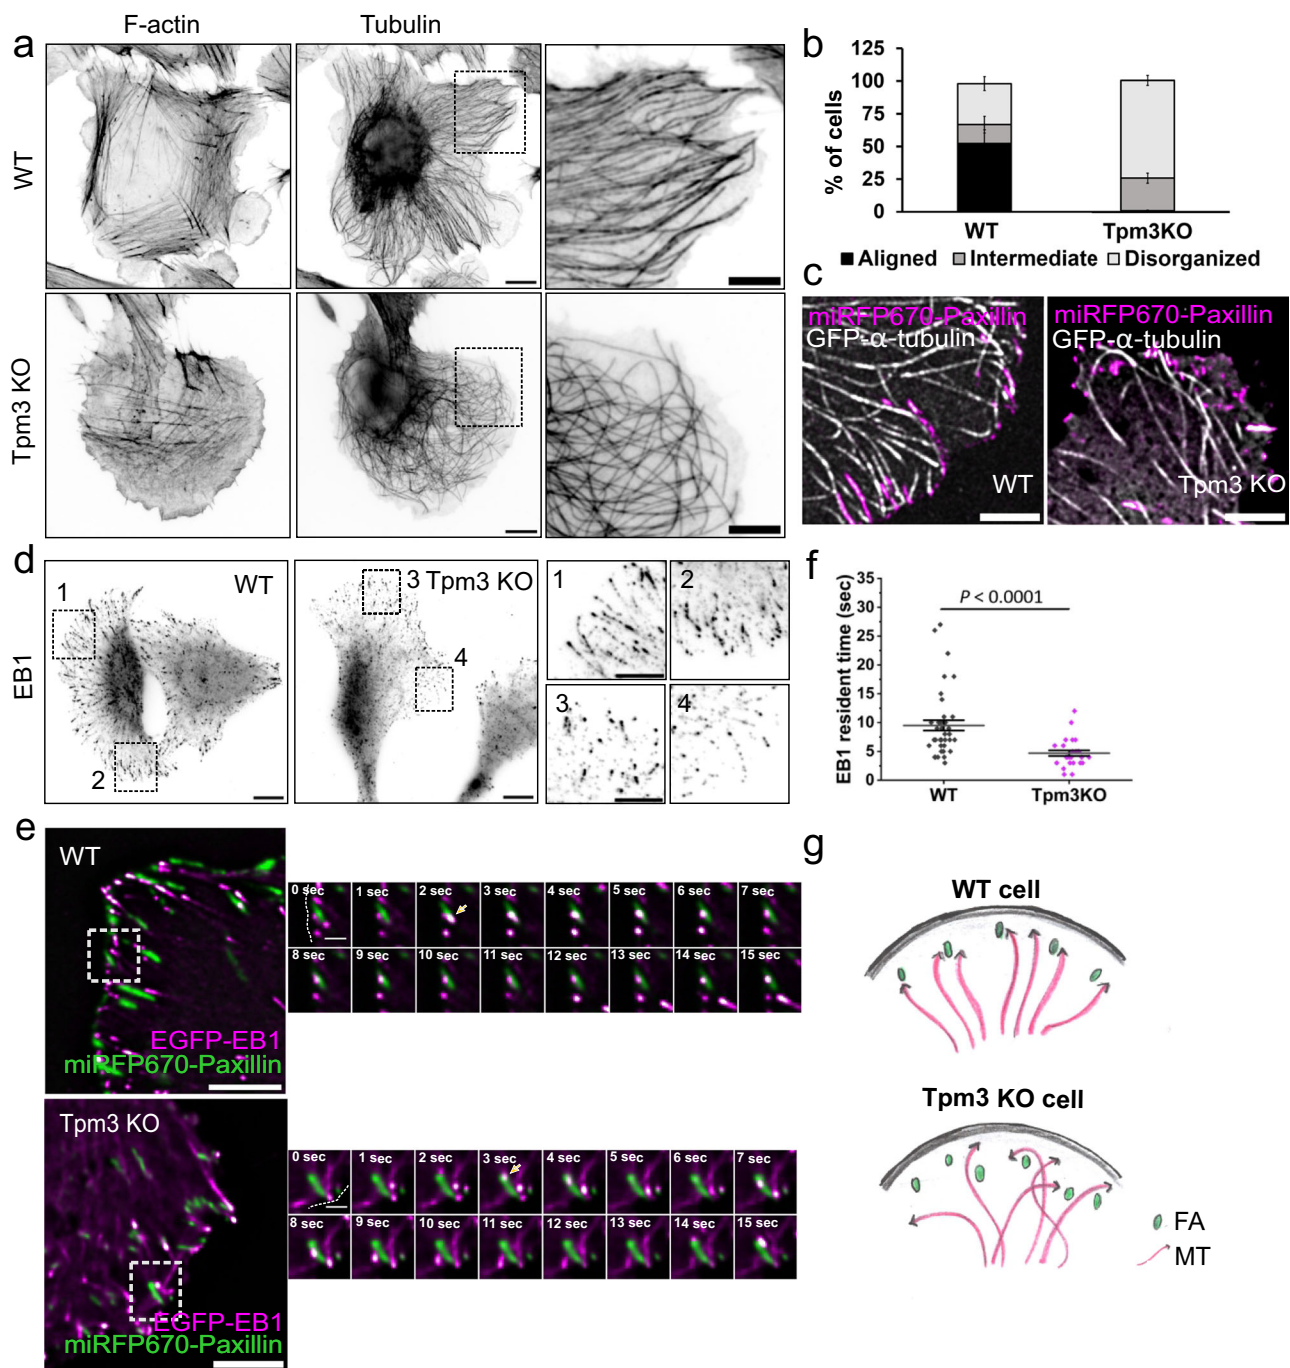 a
F-actin
Tubulin
WT
Tpm3 KO
b
% of cells
125
100
75
50
25
0
WT
Tpm3KO
Aligned
Intermediate
Disorganized
c
miRFP670-Paxillin
GFP-α-tubulin
WT
miRFP670-Paxillin
GFP-α-tubulin
Tpm3 KO
d
EB1
WT
1
2
3
Tpm3 KO
4
1
2
3
4
f
EB1 resident time (sec)
35
30
25
20
15
10
5
0
P < 0.0001
WT
Tpm3KO
e
WT
EGFP-EB1
miRFP670-Paxillin
0 sec
1 sec
2 sec
3 sec
4 sec
5 sec
6 sec
7 sec
8 sec
9 sec
10 sec
11 sec
12 sec
13 sec
14 sec
15 sec
Tpm3 KO
EGFP-EB1
miRFP670-Paxillin
0 sec
1 sec
2 sec
3 sec
4 sec
5 sec
6 sec
7 sec
8 sec
9 sec
10 sec
11 sec
12 sec
13 sec
14 sec
15 sec
g
WT cell
Tpm3 KO cell
FA
MT